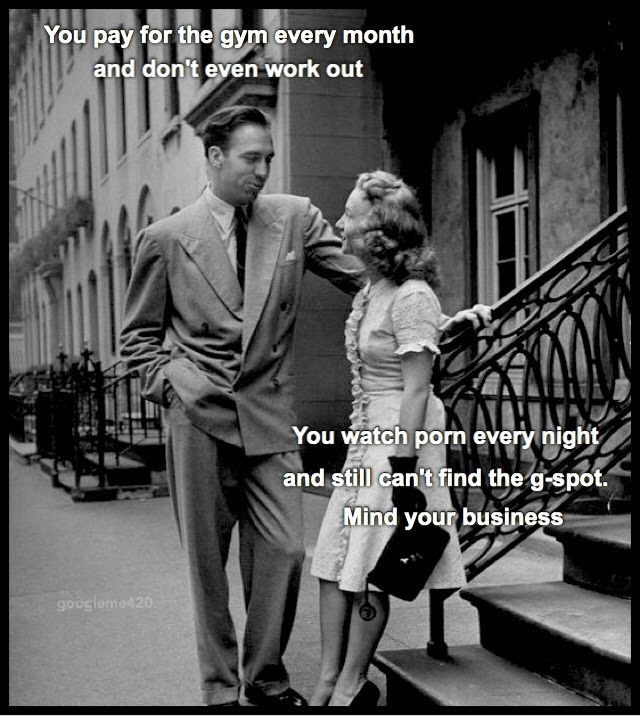 You pay for the gym every month
and don't even work out
You watch porn every night
and still can't find the g-spot.
Mind your business
googleme420